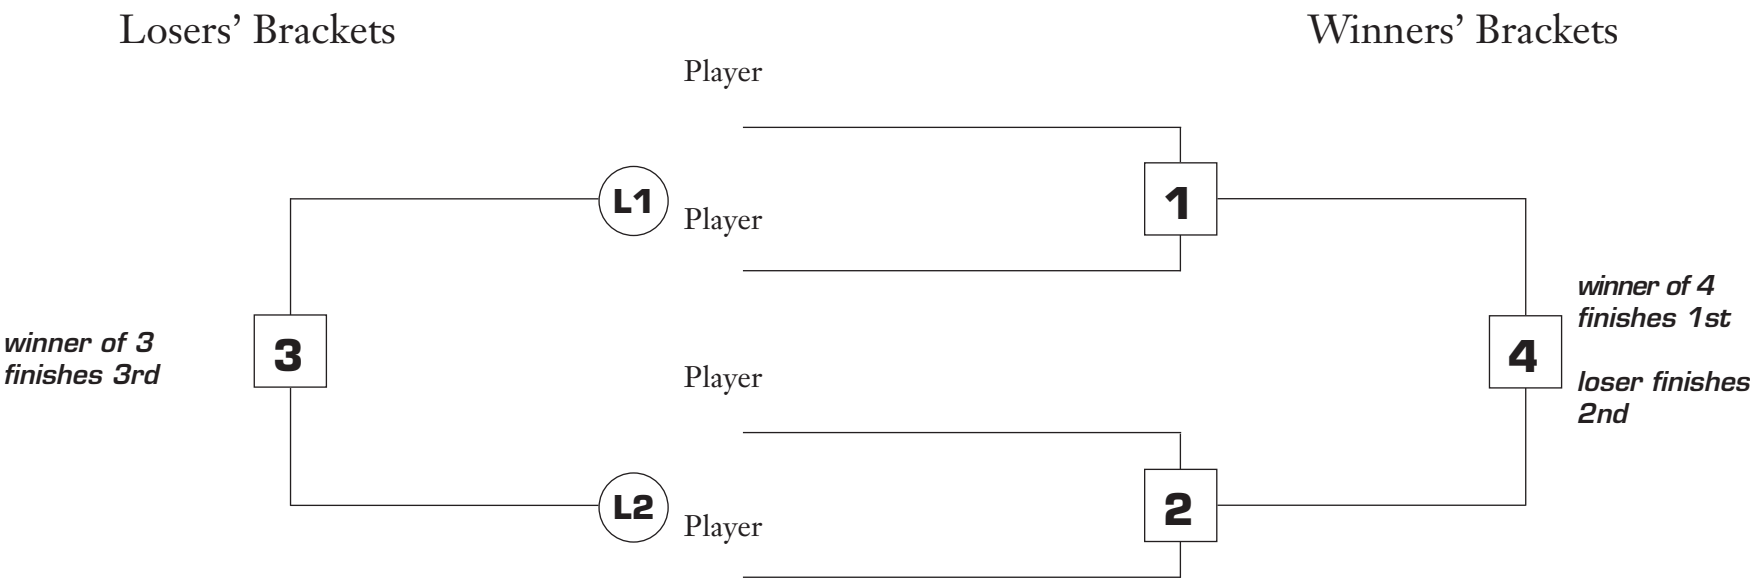 Losers’ Brackets
Winners’ Brackets
Player
L1
Player
1
winner of 3
finishes 3rd
3
winner of 4
finishes 1st
4
loser finishes
2nd
Player
L2
Player
2